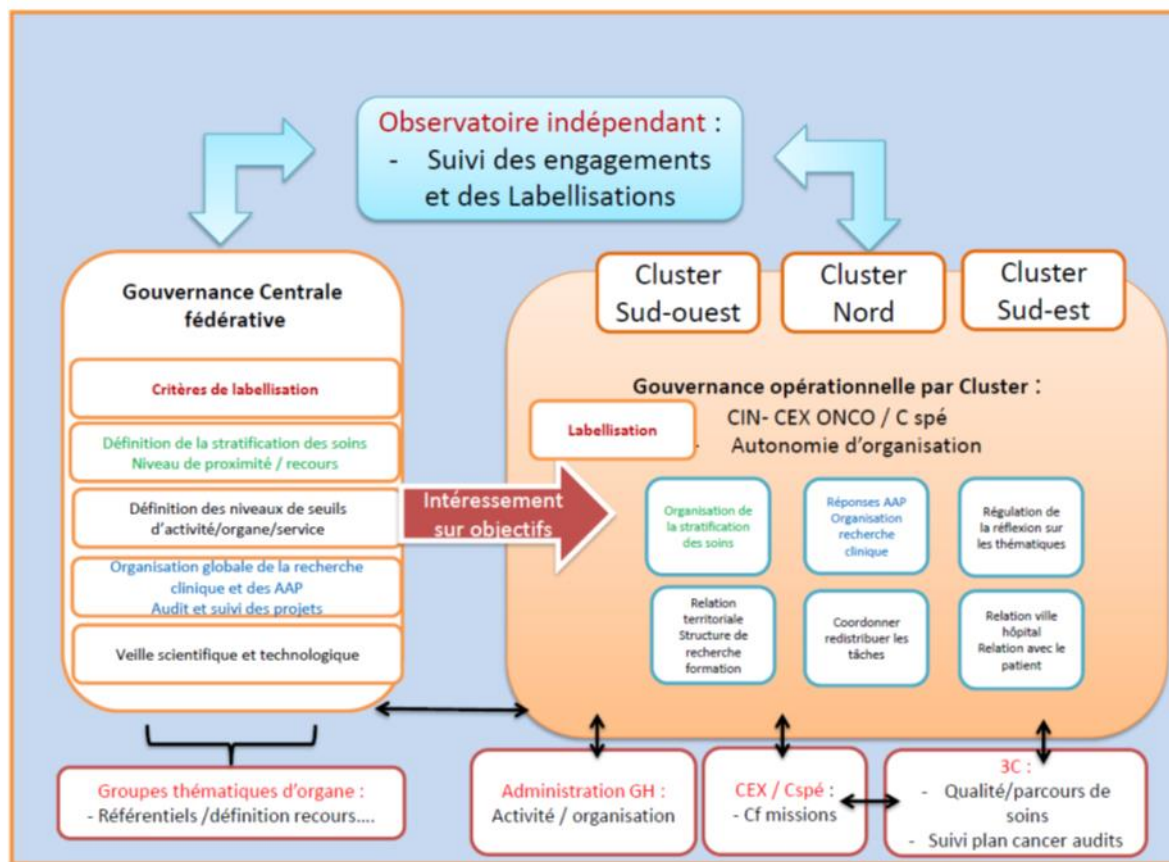 Observatoire indépendant :
- Suivi des engagements
et des Labellisations
Gouvernance Centrale
fédérative
Critères de labellisation
Définition de la stratification des soins
Niveau de proximité / recours
Définition des niveaux de seuils
d'activité/organe/service
Organisation globale de la recherche
clinique et des AAP
Audit et suivi des projets
Veille scientifique et technologique
Intéressement
sur objectifs
Cluster
Sud-ouest
Cluster
Nord
Cluster
Sud-est
Gouvernance opérationnelle par Cluster :
CIN- CEX ONCO / C spé
- Autonomie d'organisation
Labellisation
Organisation de
la stratification
des soins
Réponses AAP
Organisation
recherche
clinique
Régulation de
la réflexion sur
les thématiques
Relation
territoriale
Structure de
recherche
formation
Coordonner
redistribuer les
tâches
Relation ville
hôpital
Relation avec le
patient
Groupes thématiques d'organe :
- Référentiels /définition recours....
Administration GH :
Activité / organisation
CEX / Cspé :
- Cf missions
3C :
- Qualité/parcours de
soins
- Suivi plan cancer audits